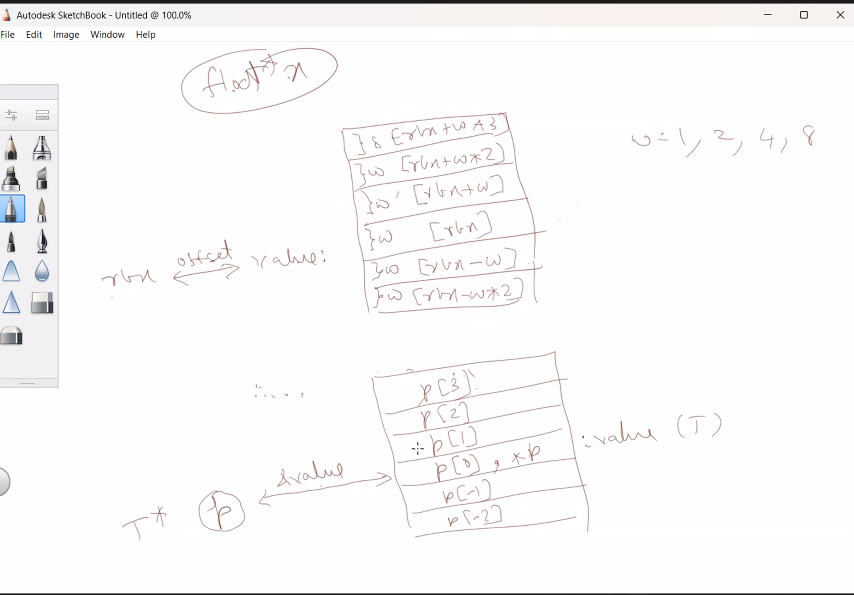 Autodesk SketchBook - Untitled @ 100.0%
File Edit Image Window Help
float* x
}8 [rbx+w*3]
}w [rbx+w*2]
}w [rbx+w]
}w [rbx]
}w [rbx-w]
}w [rbx-w*2]
w=1, 2, 4, 8
rbx offset value:
p[3]
p[2]
p[1]
p[0], *p
p[-1]
p[-2]
:value (T)
&value
T* p